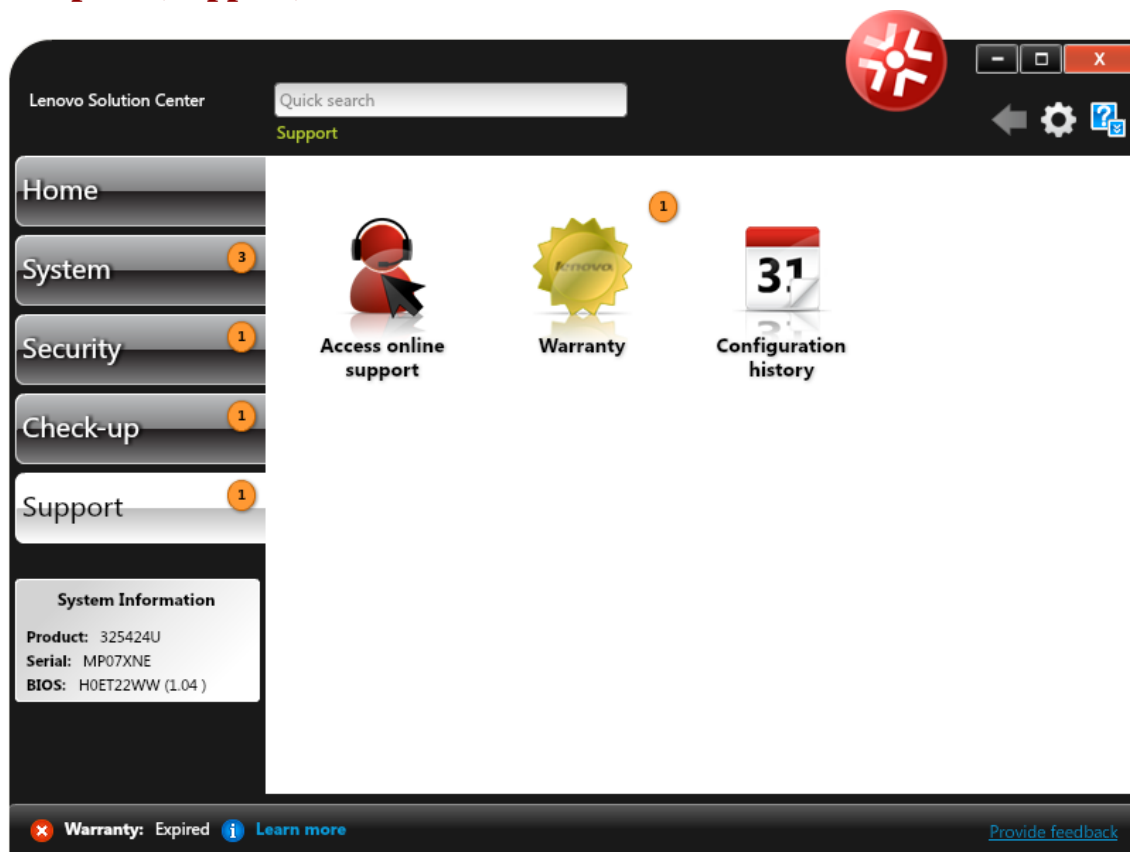 Lenovo Solution Center
Quick search
Support
X
Home
System
3
Security
1
Check-up
1
Support
1
1
lenovo
31
Access online
support
Warranty
Configuration
history
System Information
Product: 325424U
Serial: MP07XNE
BIOS: H0ET22WW (1.04 )
Warranty: Expired
Learn more
Provide feedback